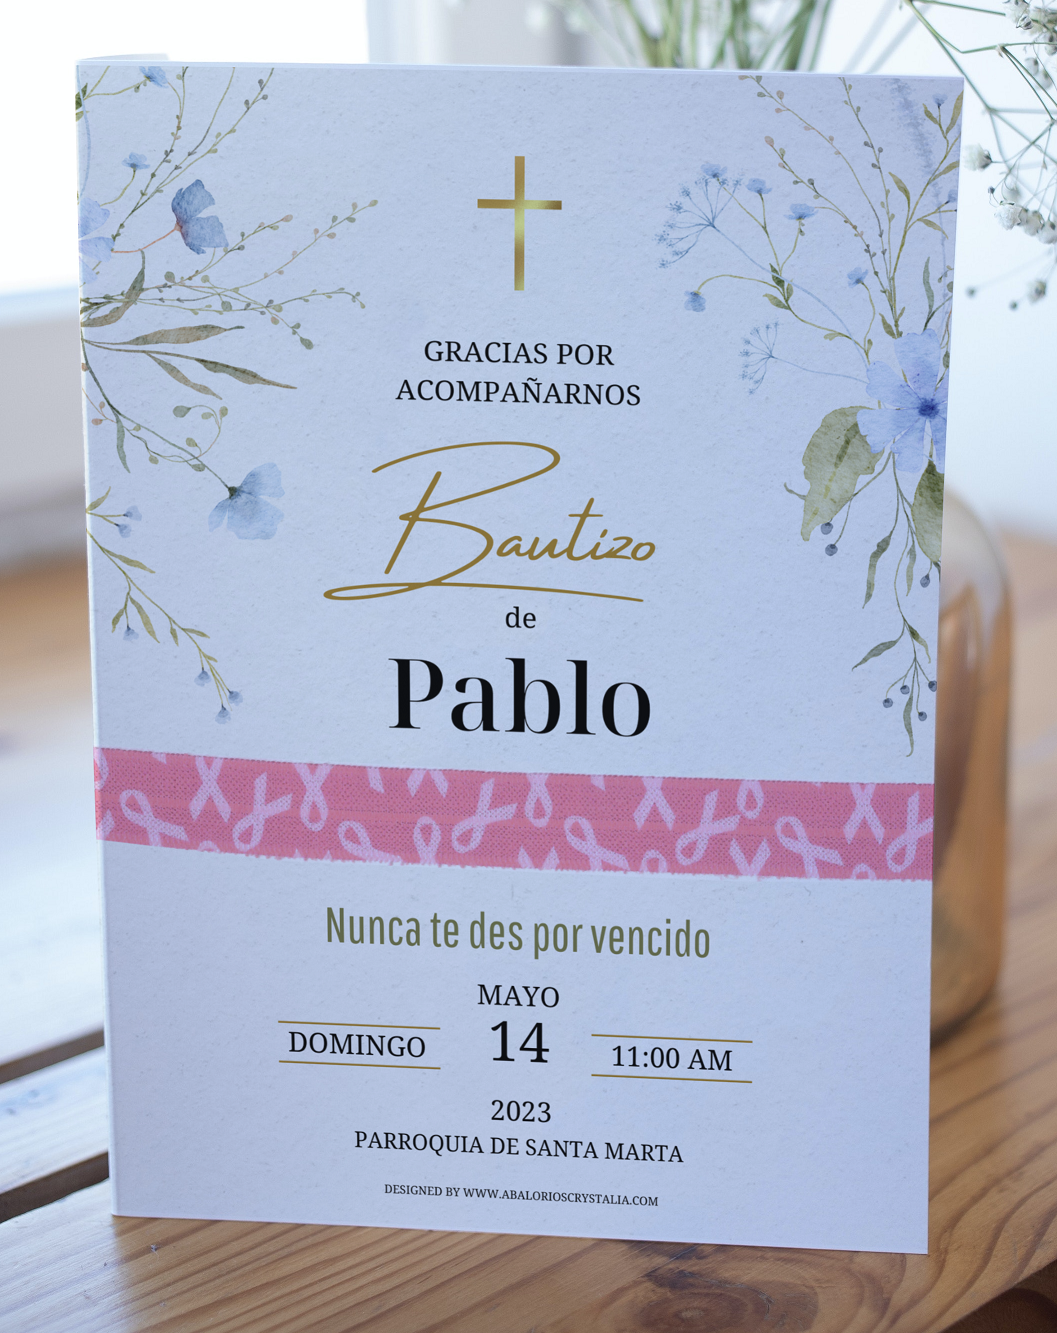 GRACIAS POR
ACOMPAÑARNOS
Bautizo
de
Pablo
Nunca te des por vencido
MAYO
DOMINGO 14 11:00 AM
2023
PARROQUIA DE SANTA MARTA
DESIGNED BY WWW.ABALORIOSCRYSTALIA.COM